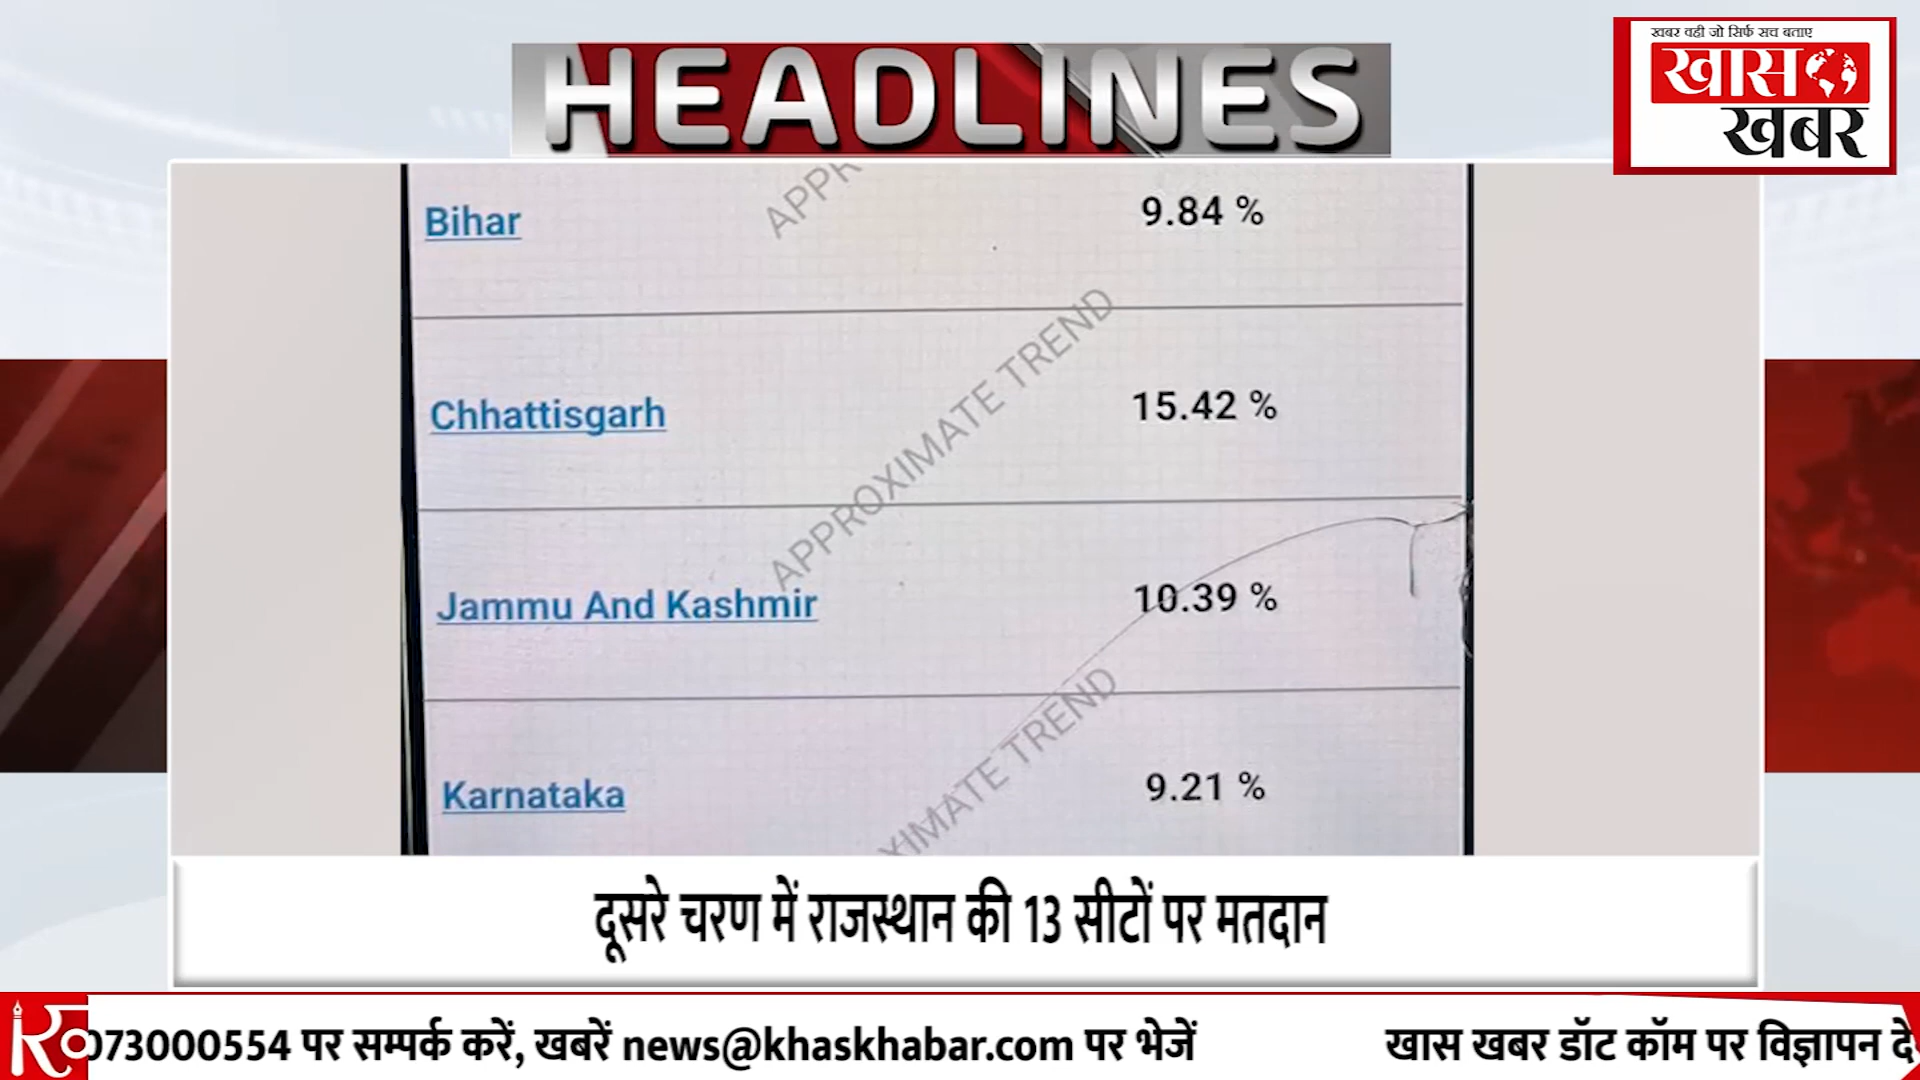 HEADLINES
खबर वही जो सिर्फ सच बताए
खास
खबर
APPR
Bihar 9.84 %
APPROXIMATE TREND
Chhattisgarh 15.42 %
Jammu And Kashmir 10.39 %
XIMATE TREND
Karnataka 9.21 %
दूसरे चरण में राजस्थान की 13 सीटों पर मतदान
073000554 पर सम्पर्क करें, खबरें news@khaskhabar.com पर भेजें
खास खबर डॉट कॉम पर विज्ञापन दे